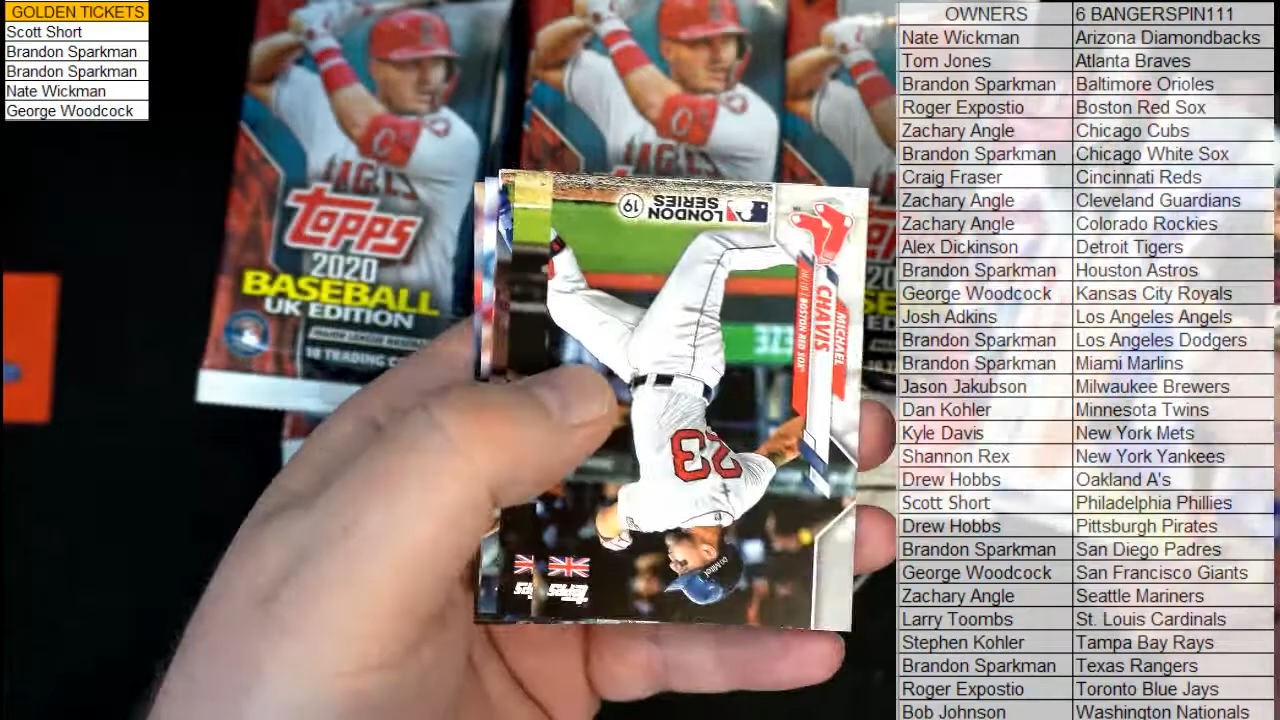 GOLDEN TICKETS
Scott Short
Brandon Sparkman
Brandon Sparkman
Nate Wickman
George Woodcock
OWNERS 6 BANGERSPIN111
Nate Wickman Arizona Diamondbacks
Tom Jones Atlanta Braves
Brandon Sparkman Baltimore Orioles
Roger Expostio Boston Red Sox
Zachary Angle Chicago Cubs
Brandon Sparkman Chicago White Sox
Craig Fraser Cincinnati Reds
Zachary Angle Cleveland Guardians
Zachary Angle Colorado Rockies
Alex Dickinson Detroit Tigers
Brandon Sparkman Houston Astros
George Woodcock Kansas City Royals
Josh Adkins Los Angeles Angels
Brandon Sparkman Los Angeles Dodgers
Brandon Sparkman Miami Marlins
Jason Jakubson Milwaukee Brewers
Dan Kohler Minnesota Twins
Kyle Davis New York Mets
Shannon Rex New York Yankees
Drew Hobbs Oakland A's
Scott Short Philadelphia Phillies
Drew Hobbs Pittsburgh Pirates
Brandon Sparkman San Diego Padres
George Woodcock San Francisco Giants
Zachary Angle Seattle Mariners
Larry Toombs St. Louis Cardinals
Stephen Kohler Tampa Bay Rays
Brandon Sparkman Texas Rangers
Roger Expostio Toronto Blue Jays
Bob Johnson Washington Nationals
Topps
2020
BASEBALL
UK EDITION
LONDON
SERIES
19
MICHAEL
CHAVIS
BOSTON RED SOX
23
Topps